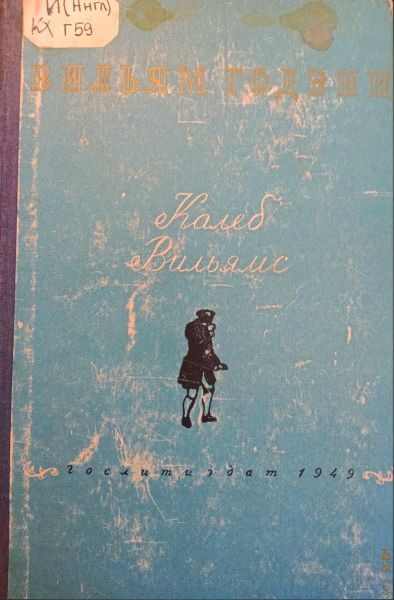 И(Англ)
Г59
ВИЛЬЯМ ГОДВИН
Калеб
Вильямс
гослитиздат 1949